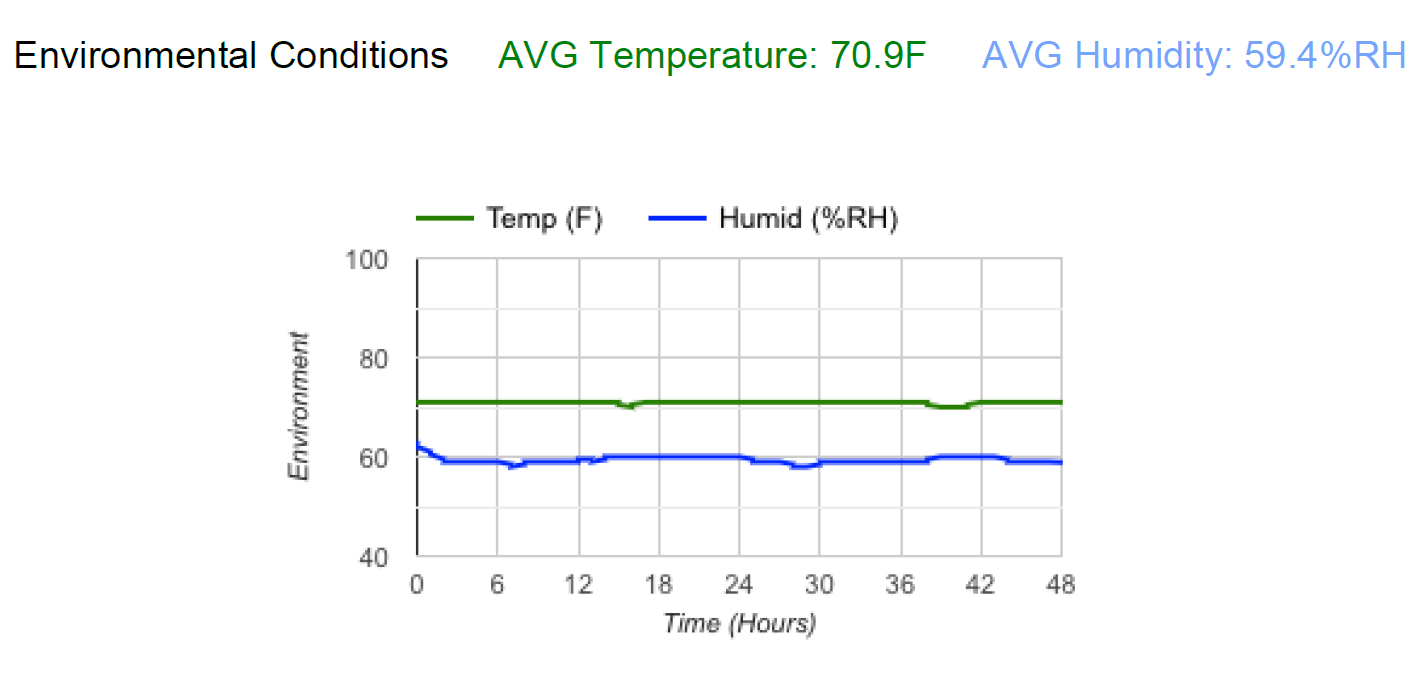 Environmental Conditions AVG Temperature: 70.9F AVG Humidity: 59.4%RH
Temp (F) Humid (%RH)
100
80
60
40
Environment
0 6 12 18 24 30 36 42 48
Time (Hours)